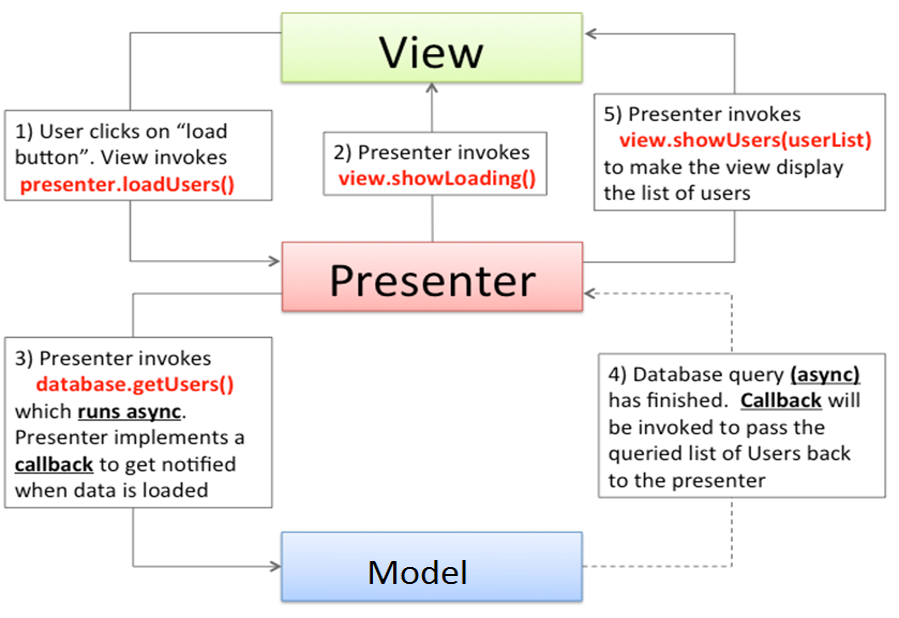 View
1) User clicks on “load
button”. View invokes
presenter.loadUsers()
2) Presenter invokes
view.showLoading()
5) Presenter invokes
view.showUsers(userList)
to make the view display
the list of users
Presenter
3) Presenter invokes
database.getUsers()
which runs async.
Presenter implements a
callback to get notified
when data is loaded
4) Database query (async)
has finished. Callback will
be invoked to pass the
queried list of Users back
to the presenter
Model